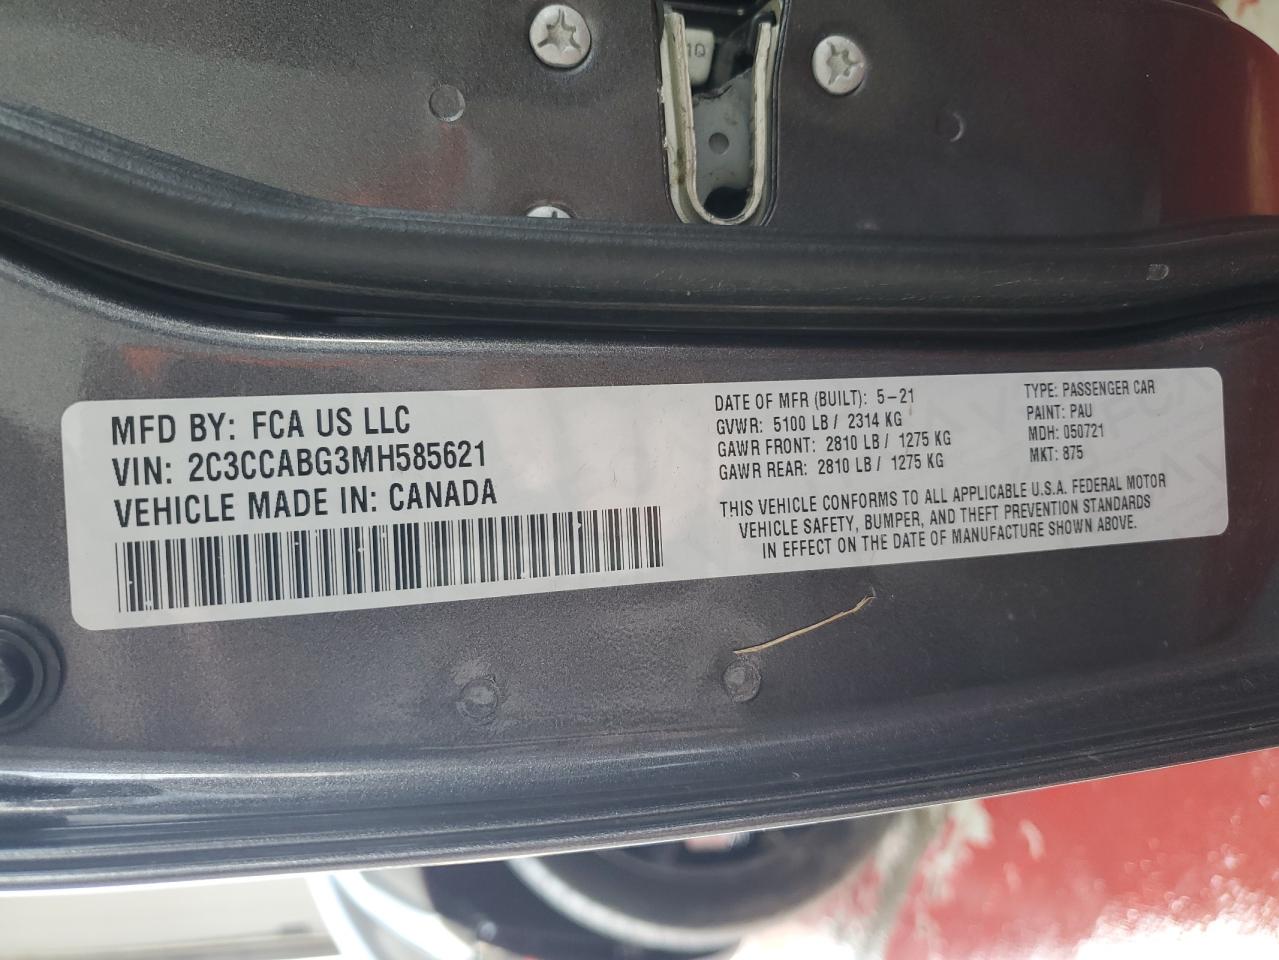 MFD BY: FCA US LLC
VIN: 2C3CCABG3MH585621
VEHICLE MADE IN: CANADA
DATE OF MFR (BUILT): 5-21
GVWR: 5100 LB / 2314 KG
GAWR FRONT: 2810 LB / 1275 KG
GAWR REAR: 2810 LB / 1275 KG
TYPE: PASSENGER CAR
PAINT: PAU
MDH: 050721
MKT: 875
THIS VEHICLE CONFORMS TO ALL APPLICABLE U.S.A. FEDERAL MOTOR
VEHICLE SAFETY, BUMPER, AND THEFT PREVENTION STANDARDS
IN EFFECT ON THE DATE OF MANUFACTURE SHOWN ABOVE.